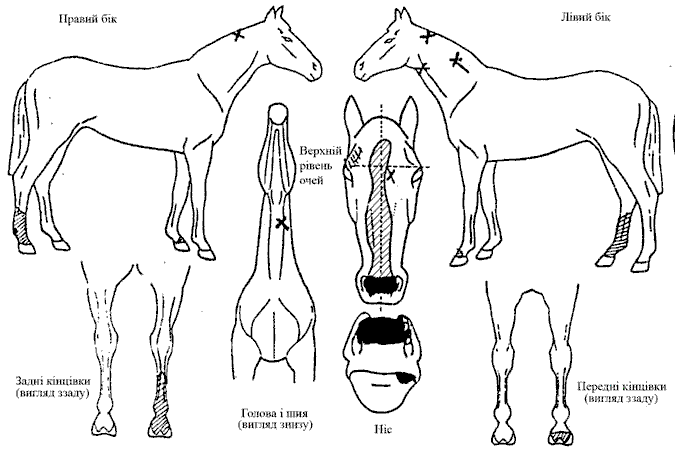 Правий бік
Лівий бік
Верхній
рівень
очей
Задні кінцівки
(вигляд ззаду)
Голова і шия
(вигляд знизу)
Ніс
Передні кінцівки
(вигляд ззаду)